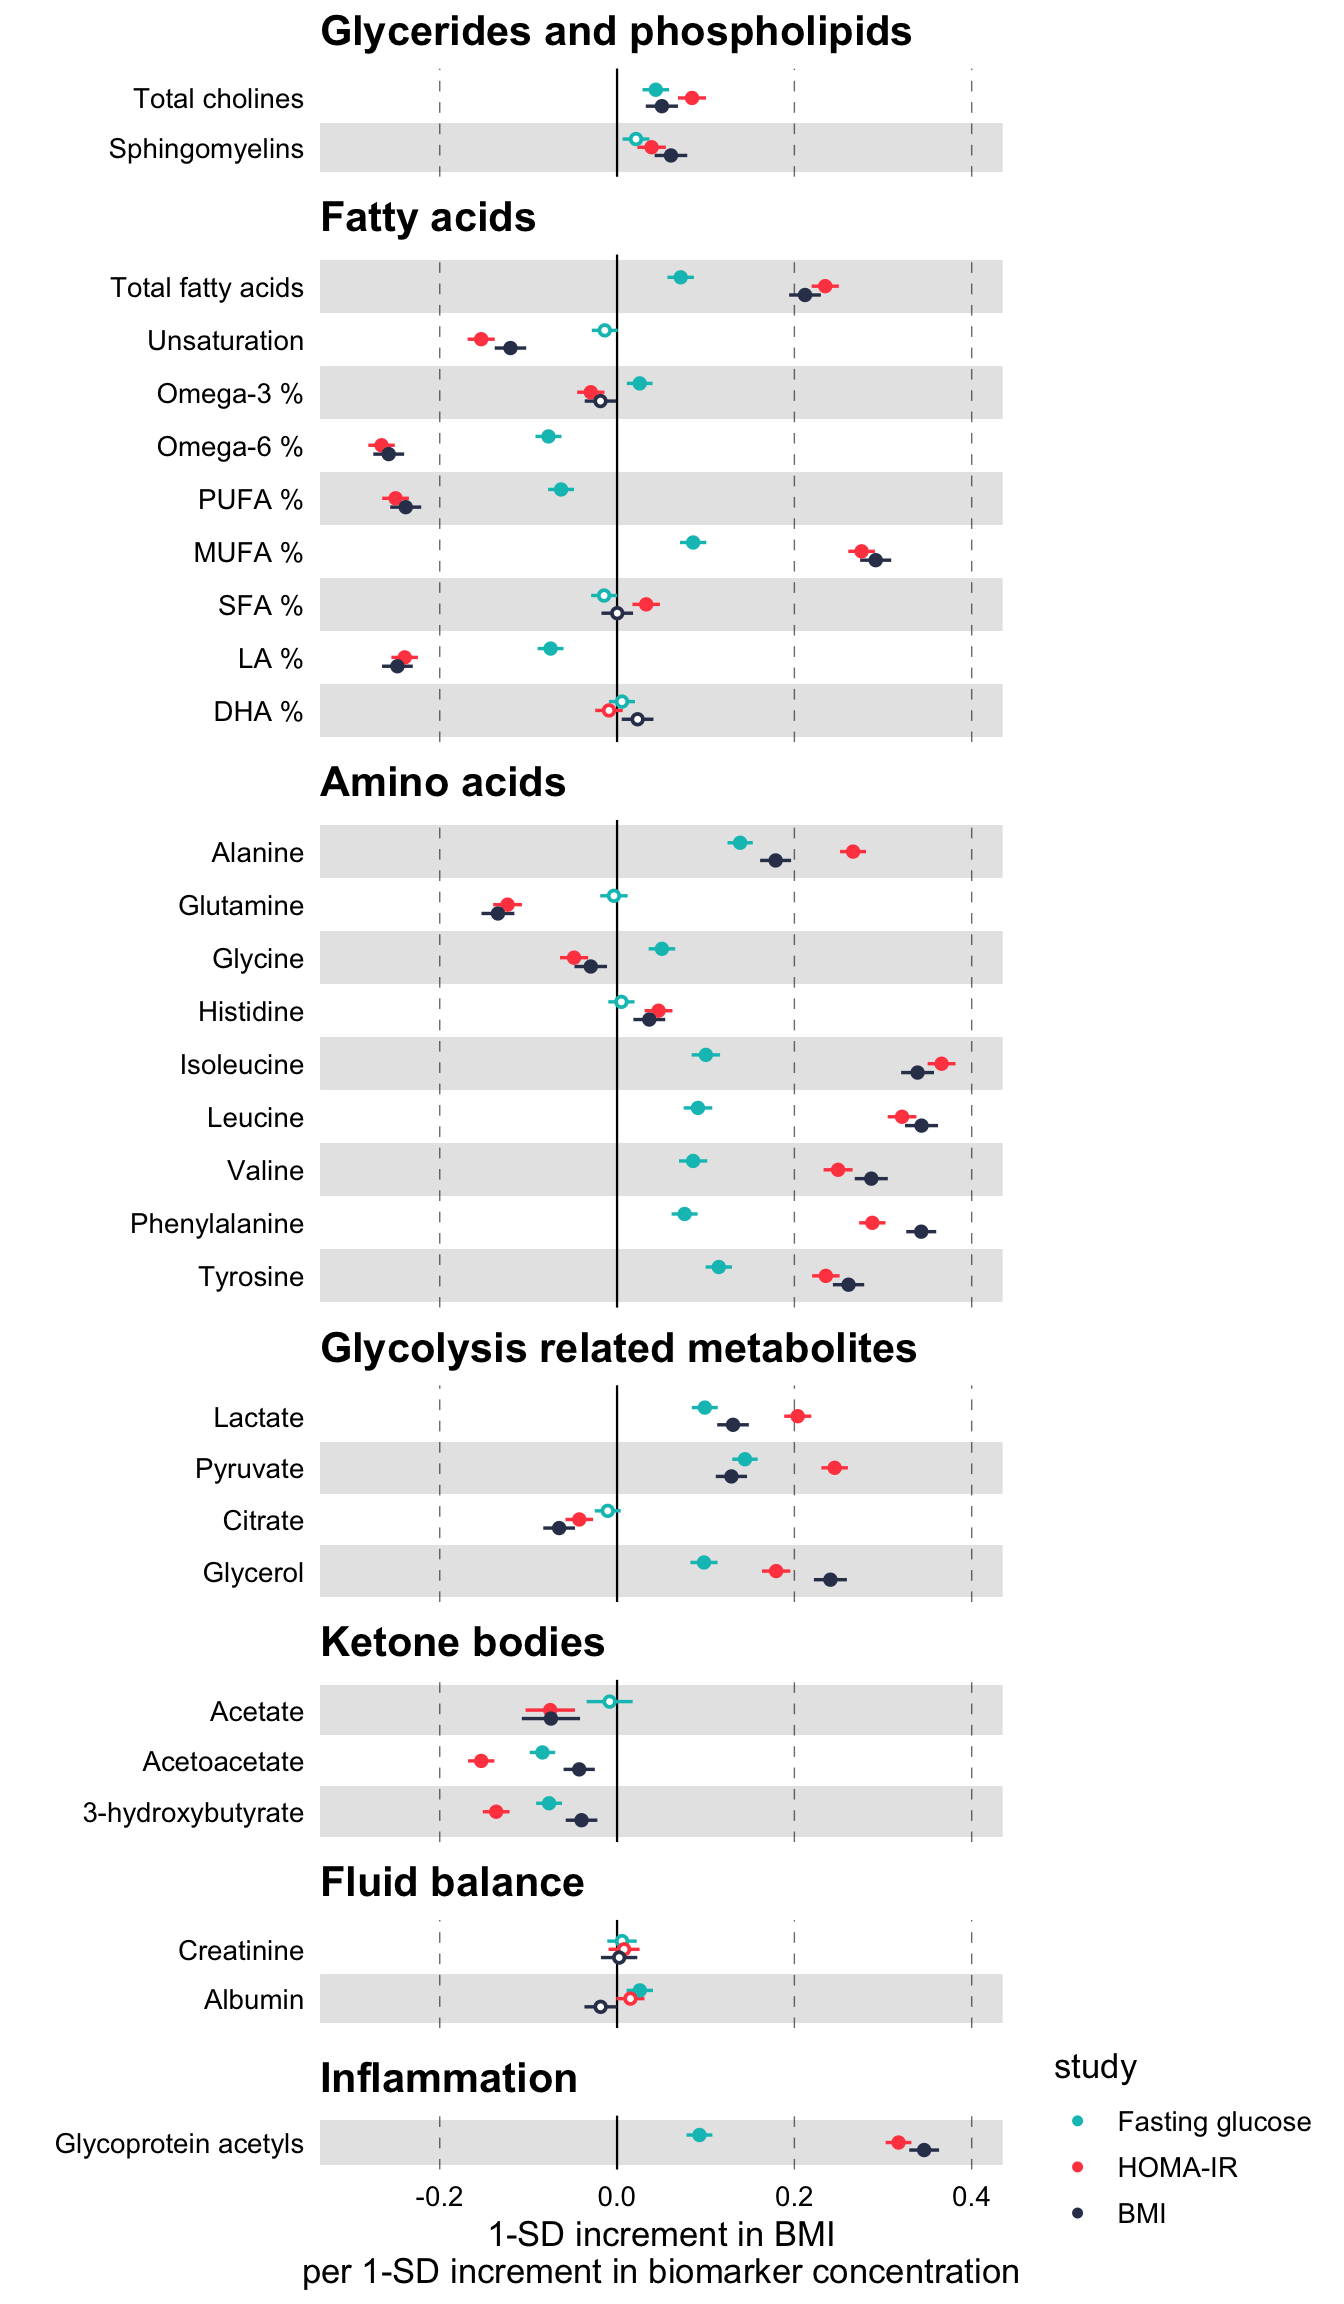 Glycerides and phospholipids
Total cholines
Sphingomyelins
Fatty acids
Total fatty acids
Unsaturation
Omega-3 %
Omega-6 %
PUFA %
MUFA %
SFA %
LA %
DHA %
Amino acids
Alanine
Glutamine
Glycine
Histidine
Isoleucine
Leucine
Valine
Phenylalanine
Tyrosine
Glycolysis related metabolites
Lactate
Pyruvate
Citrate
Glycerol
Ketone bodies
Acetate
Acetoacetate
3-hydroxybutyrate
Fluid balance
Creatinine
Albumin
Inflammation
Glycoprotein acetyls
-0.2 0.0 0.2 0.4
1-SD increment in BMI
per 1-SD increment in biomarker concentration
study
Fasting glucose
HOMA-IR
BMI